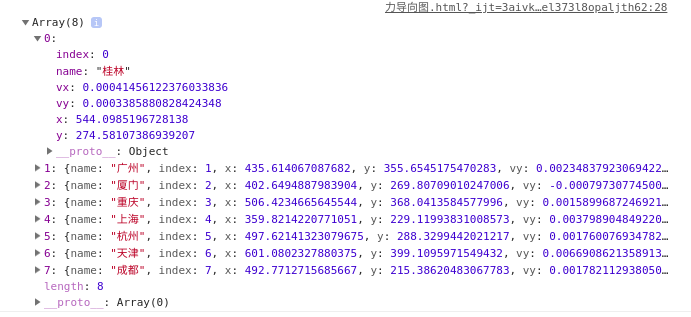 力导向图.html?_ijt=3aivk…el373l8opaljth62:28
Array(8) i
0:
index: 0
name: "桂林"
vx: 0.00041456122376033836
vy: 0.0003385880828424348
x: 544.0985196728138
y: 274.58107386939207
__proto__: Object
1: {name: "广州", index: 1, x: 435.614067087682, y: 355.6545175470283, vy: 0.00234837923069422…
2: {name: "厦门", index: 2, x: 402.6494887983904, y: 269.80709010247006, vy: -0.00079730774500…
3: {name: "重庆", index: 3, x: 506.4234665645544, y: 368.0413584577996, vy: 0.0015899687246921…
4: {name: "上海", index: 4, x: 359.8214220771051, y: 229.11993831008573, vy: 0.003798904849220…
5: {name: "杭州", index: 5, x: 497.62141323079675, y: 288.3299442021217, vy: 0.001760076934782…
6: {name: "天津", index: 6, x: 601.0802327880375, y: 399.1095971549432, vy: 0.0066908621358913…
7: {name: "成都", index: 7, x: 492.7712715685667, y: 215.38620483067783, vy: 0.001782112938050…
length: 8
__proto__: Array(0)